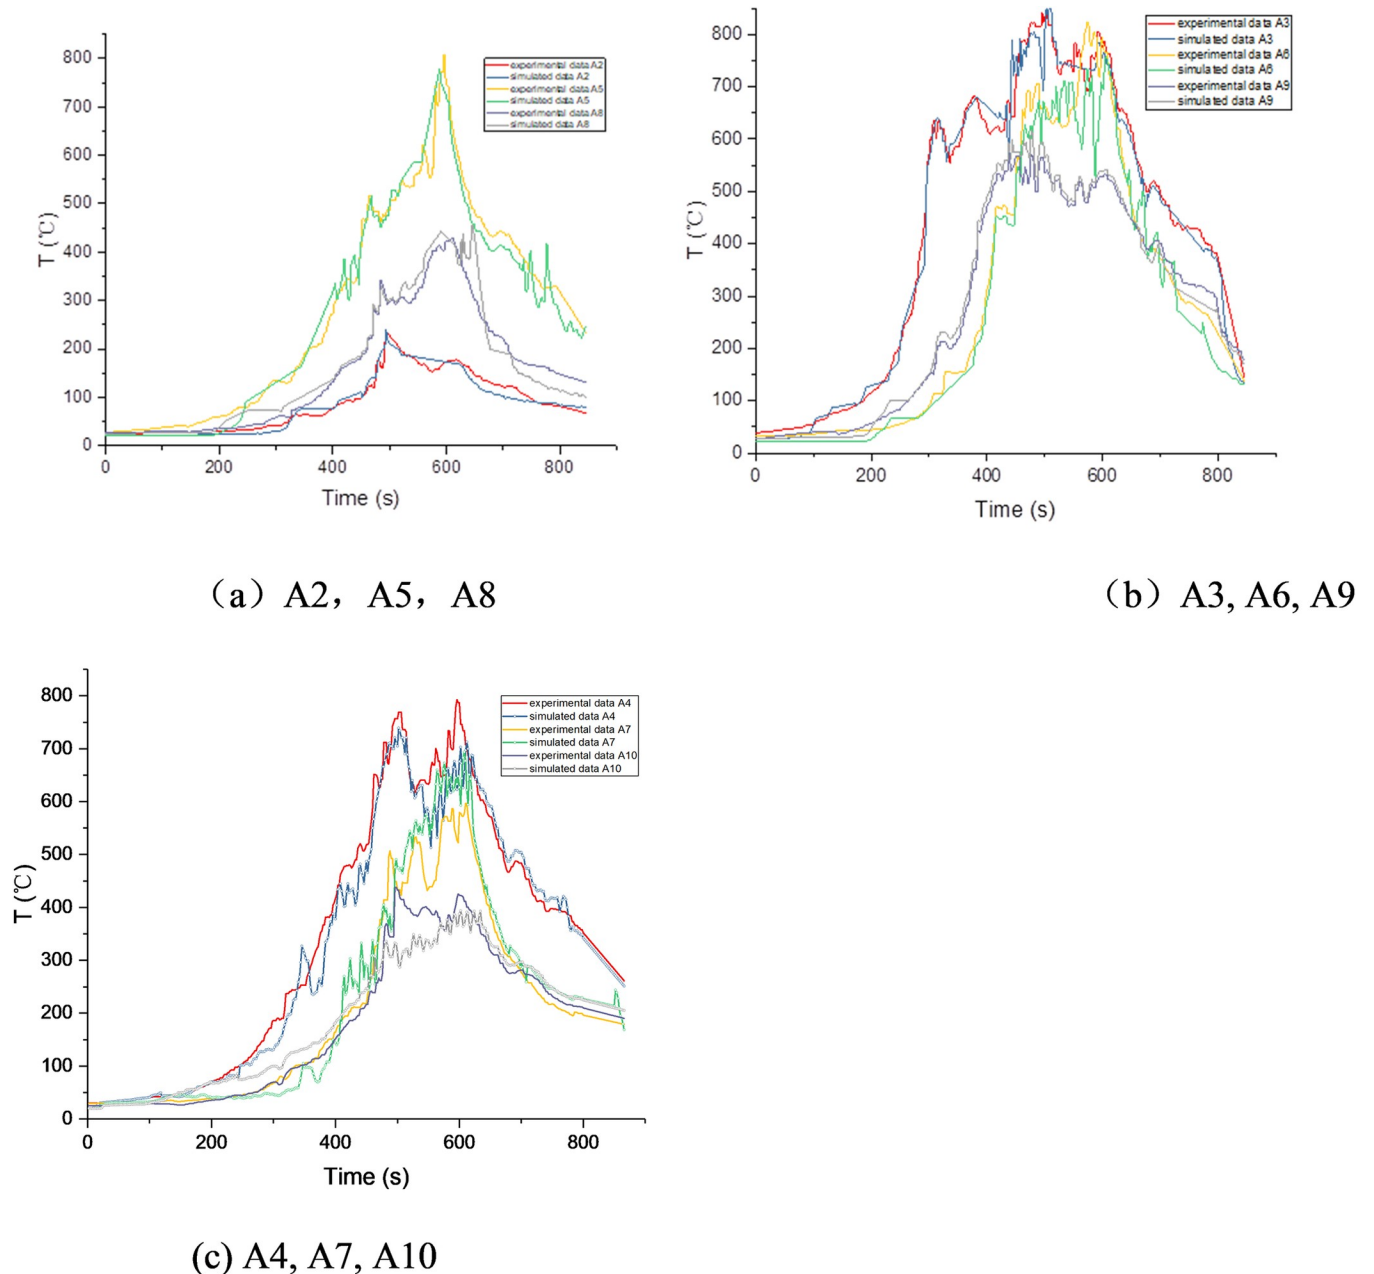 800
700
600
500
400
300
200
100
0
T (℃)
0 200 400 600 800
Time (s)
experimental data A2
simulated data A2
experimental data A5
simulated data A5
experimental data A8
simulated data A8
（a）A2，A5，A8
800
700
600
500
400
300
200
100
0
T (℃)
0 200 400 600 800
Time (s)
experimental data A3
simulated data A3
experimental data A6
simulated data A6
experimental data A9
simulated data A9
（b）A3, A6, A9
800
700
600
500
400
300
200
100
0
T (℃)
0 200 400 600 800
Time (s)
experimental data A4
simulated data A4
experimental data A7
simulated data A7
experimental data A10
simulated data A10
(c) A4, A7, A10